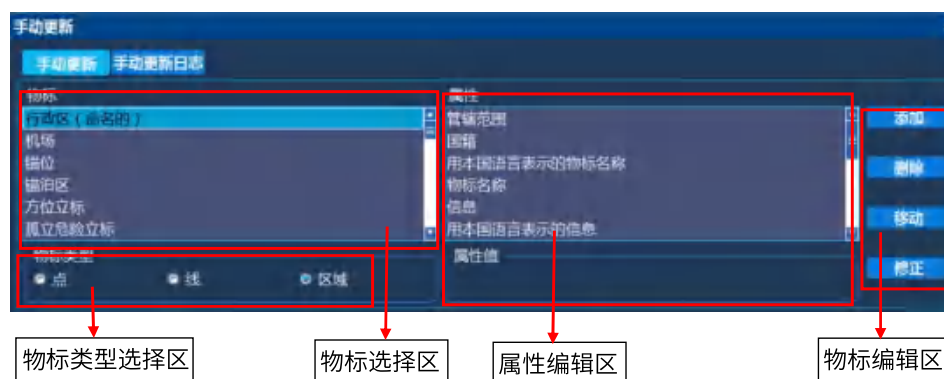 手动更新
手动更新 手动更新日志
物标 属性
行政区（命名的） 管辖范围
机场 国籍
锚位 用本国语言表示的物标名称
锚泊区 物标名称
方位立标 信息
孤立危险立标 用本国语言表示的信息
物标类型 属性值
点 线 区域
添加
删除
移动
修正
物标类型选择区 物标选择区 属性编辑区 物标编辑区